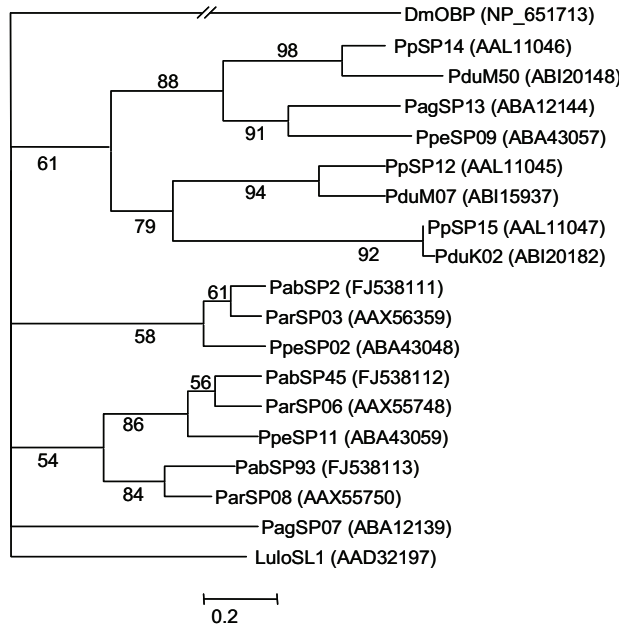 DmOBP (NP_651713)
98
PpSP14 (AAL11046)
88
PduM50 (ABI20148)
PagSP13 (ABA12144)
91
PpeSP09 (ABA43057)
61
PpSP12 (AAL11045)
94
PduM07 (ABI15937)
79
PpSP15 (AAL11047)
92
PduK02 (ABI20182)
61
PabSP2 (FJ538111)
ParSP03 (AAX56359)
58
PpeSP02 (ABA43048)
56
PabSP45 (FJ538112)
ParSP06 (AAX55748)
86
PpeSP11 (ABA43059)
54
PabSP93 (FJ538113)
84
ParSP08 (AAX55750)
PagSP07 (ABA12139)
LuloSL1 (AAD32197)
0.2